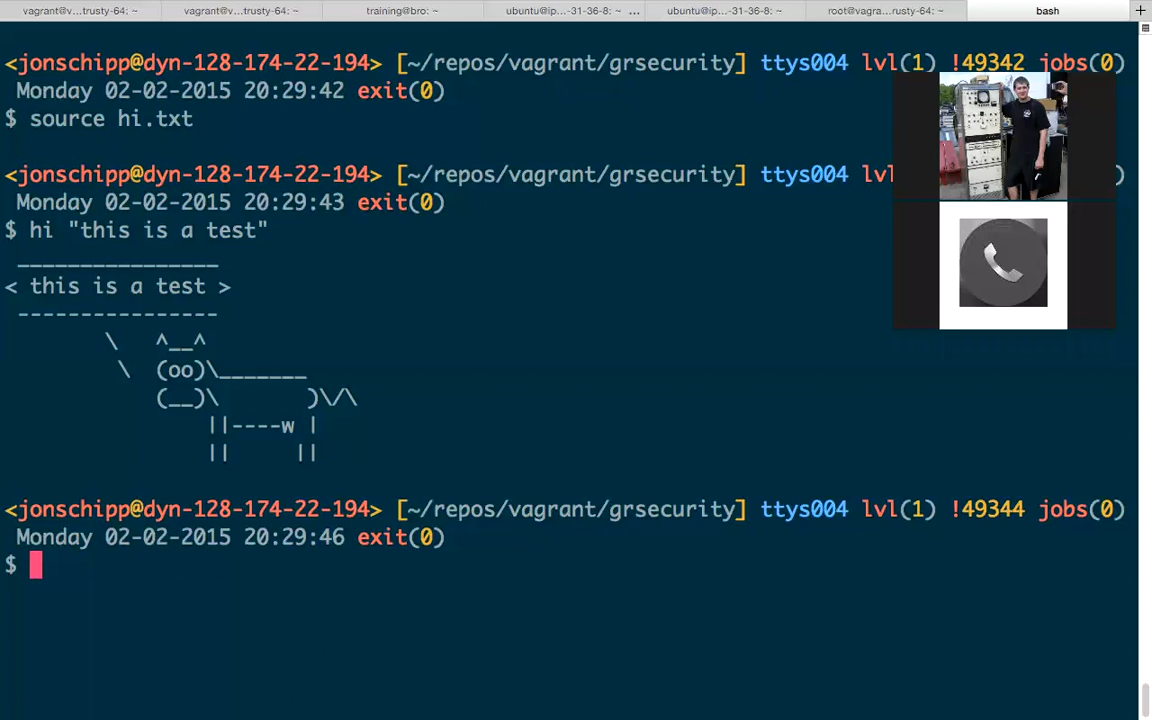 vagrant@v...trusty-64: ~ vagrant@v...trusty-64: ~ training@bro: ~ ubuntu@ip...-31-36-8: ~ ... ubuntu@ip...-31-36-8: ~ root@vagra...rusty-64: ~ bash +
<jonschipp@dyn-128-174-22-194> [~/repos/vagrant/grsecurity] ttys004 lvl(1) !49342 jobs(0)
Monday 02-02-2015 20:29:42 exit(0)
$ source hi.txt
<jonschipp@dyn-128-174-22-194> [~/repos/vagrant/grsecurity] ttys004 lvl )
Monday 02-02-2015 20:29:43 exit(0)
$ hi "this is a test"
 ________________
< this is a test >
 ----------------
        \   ^__^
         \  (oo)\_______
            (__)\       )\/\
                ||----w |
                ||     ||
<jonschipp@dyn-128-174-22-194> [~/repos/vagrant/grsecurity] ttys004 lvl(1) !49344 jobs(0)
Monday 02-02-2015 20:29:46 exit(0)
$